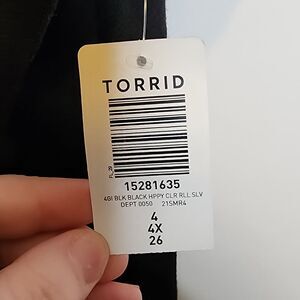 TORRID
15281635
4GI BLK BLACK HPPY CLR RLL SLV
DEPT 0050 21SMR4
4
4X
26